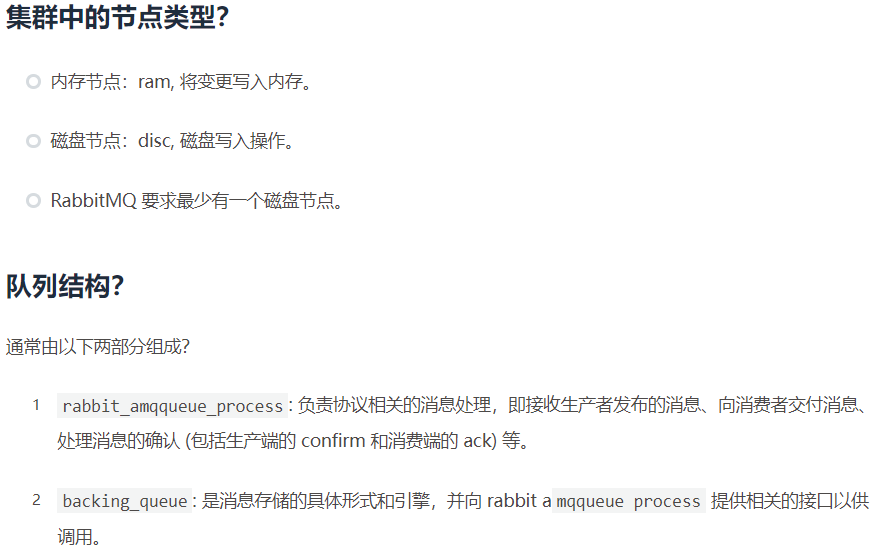 集群中的节点类型？
内存节点：ram, 将变更写入内存。
磁盘节点：disc, 磁盘写入操作。
RabbitMQ 要求最少有一个磁盘节点。
队列结构？
通常由以下两部分组成？
1 rabbit_amqqueue_process: 负责协议相关的消息处理，即接收生产者发布的消息、向消费者交付消息、
处理消息的确认 (包括生产端的 confirm 和消费端的 ack) 等。
2 backing_queue: 是消息存储的具体形式和引擎，并向 rabbit a mqqueue process 提供相关的接口以供
调用。